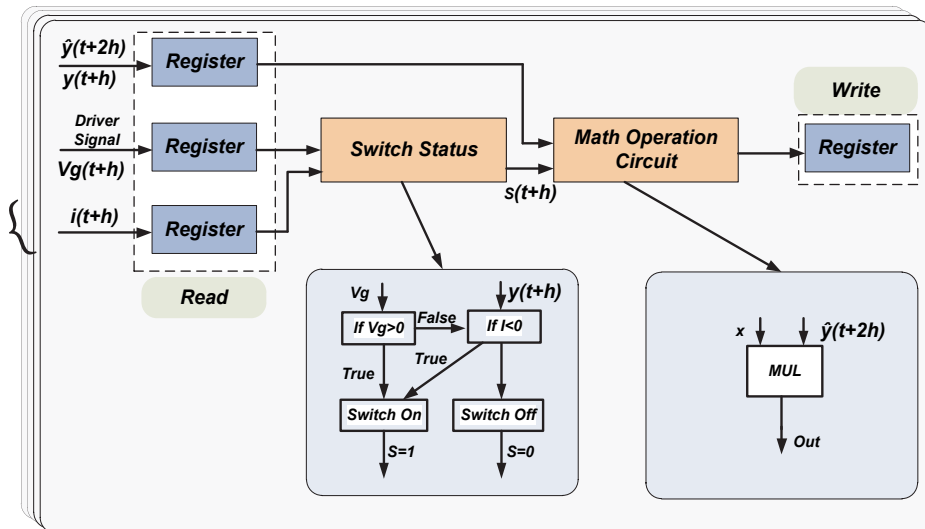 ŷ(t+2h)
y(t+h)
Register
Driver
Signal
Vg(t+h)
Register
i(t+h)
Register
Read
Switch Status
s(t+h)
Math Operation
Circuit
Write
Register
{
Vg
y(t+h)
If Vg>0
False
If I<0
True
True
Switch On
Switch Off
S=1
S=0
x
ŷ(t+2h)
MUL
Out